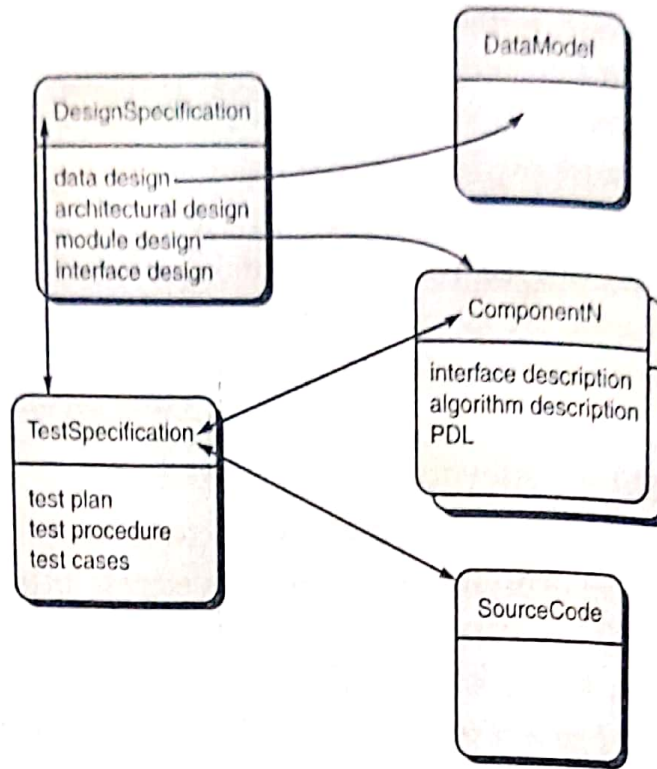 DataModel
DesignSpecification
data design
architectural design
module design
interface design
ComponentN
interface description
algorithm description
PDL
TestSpecification
test plan
test procedure
test cases
SourceCode